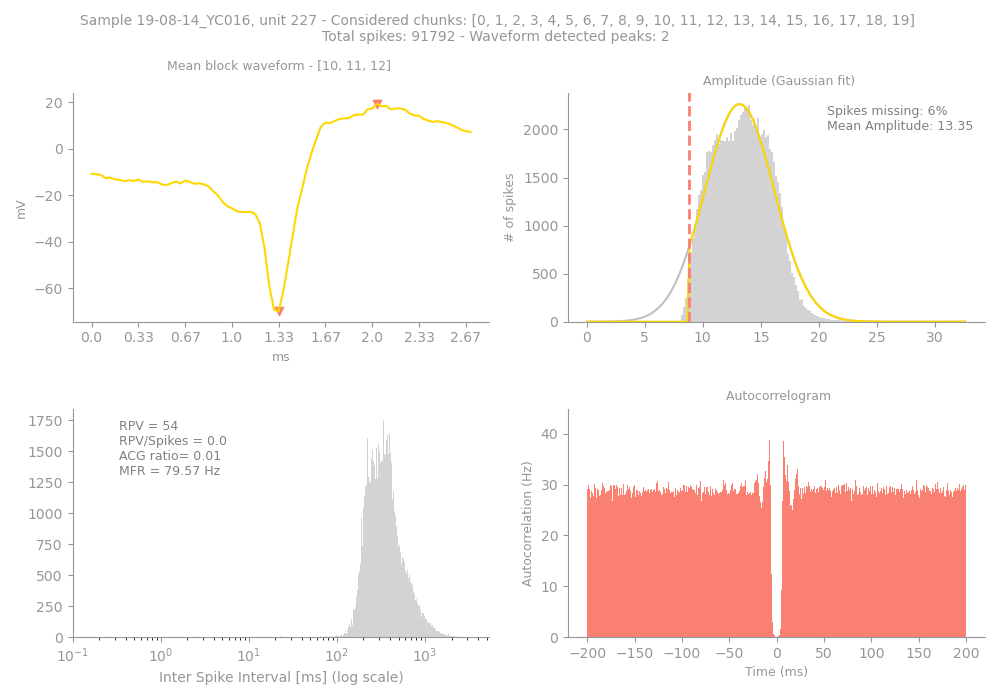 Sample 19-08-14_YC016, unit 227 - Considered chunks: [0, 1, 2, 3, 4, 5, 6, 7, 8, 9, 10, 11, 12, 13, 14, 15, 16, 17, 18, 19]
Total spikes: 91792 - Waveform detected peaks: 2
Mean block waveform - [10, 11, 12]
20
0
−20
−40
−60
mV
0.0 0.33 0.67 1.0 1.33 1.67 2.0 2.33 2.67
ms
Amplitude (Gaussian fit)
Spikes missing: 6%
Mean Amplitude: 13.35
2000
1500
1000
500
0
# of spikes
0 5 10 15 20 25 30
RPV = 54
RPV/Spikes = 0.0
ACG ratio= 0.01
MFR = 79.57 Hz
1750
1500
1250
1000
750
500
250
0
10⁻¹ 10⁰ 10¹ 10² 10³
Inter Spike Interval [ms] (log scale)
Autocorrelogram
40
30
20
10
0
Autocorrelation (Hz)
−200 −150 −100 −50 0 50 100 150 200
Time (ms)